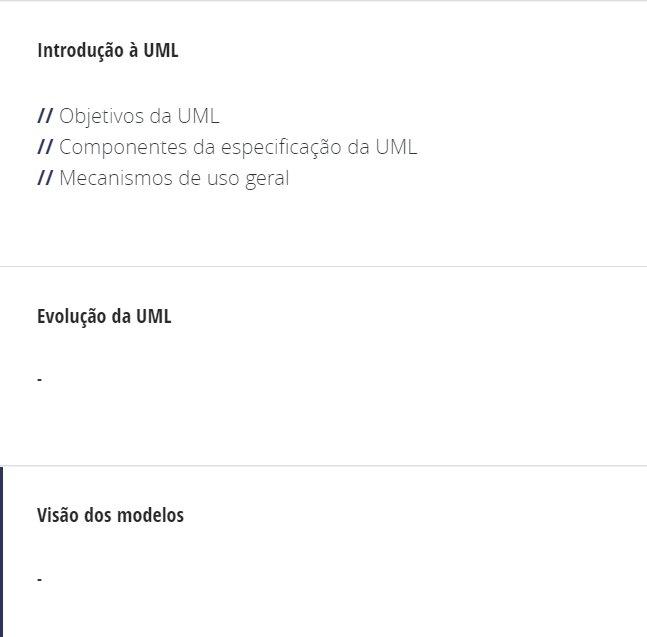 Introdução à UML
// Objetivos da UML
// Componentes da especificação da UML
// Mecanismos de uso geral
Evolução da UML
-
Visão dos modelos
-